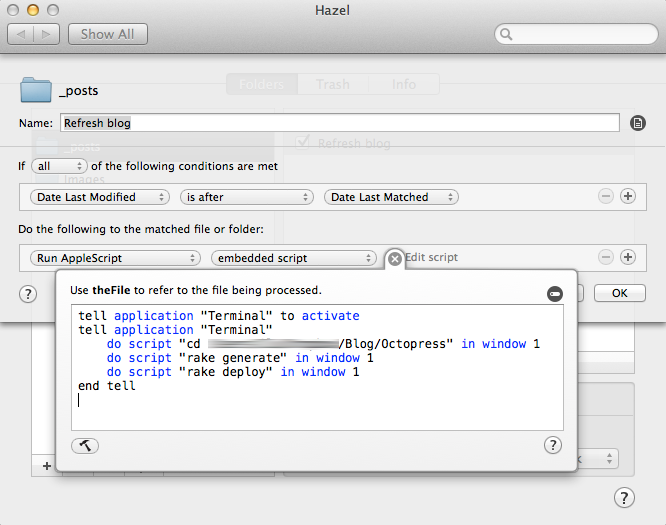 Hazel
Show All
_posts
Folders Trash Info
Name: Refresh blog
_posts
Refresh blog
If all of the following conditions are met
Images
Date Last Modified is after Date Last Matched
Do the following to the matched file or folder:
Run AppleScript embedded script Edit script
Use theFile to refer to the file being processed.
OK
tell application "Terminal" to activate
tell application "Terminal"
do script "cd /Blog/Octopress" in window 1
do script "rake generate" in window 1
do script "rake deploy" in window 1
end tell